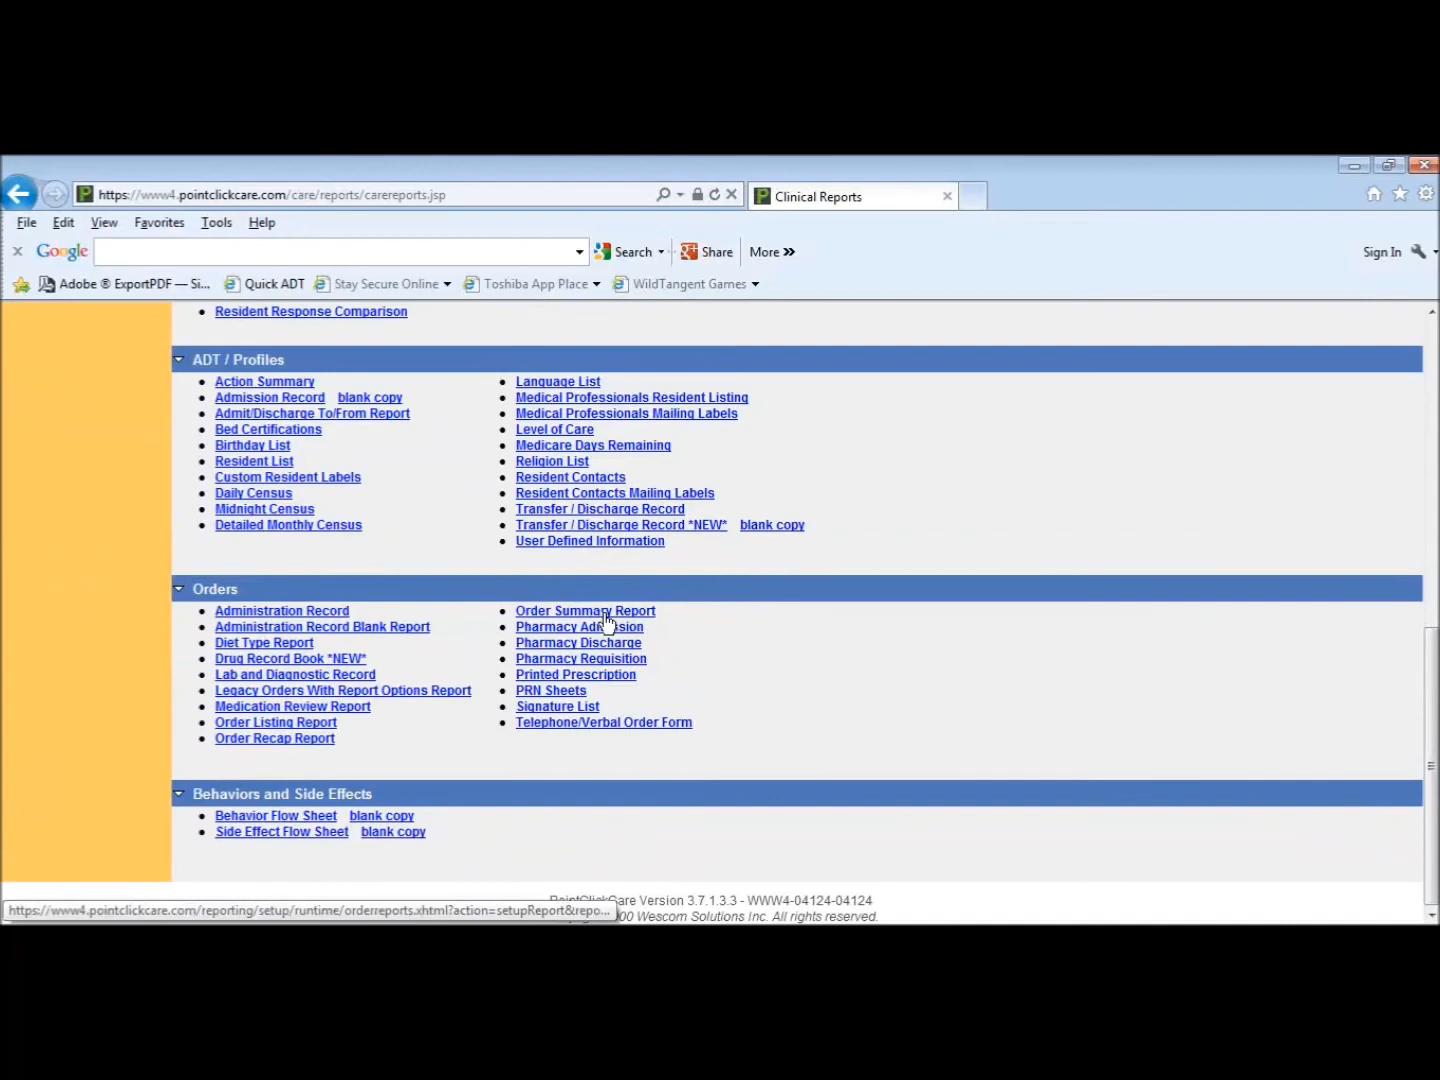 https://www4.pointclickcare.com/care/reports/carereports.jsp
Clinical Reports
File Edit View Favorites Tools Help
x Google Search Share More » Sign In
Adobe ® ExportPDF — Si... Quick ADT Stay Secure Online Toshiba App Place WildTangent Games
Resident Response Comparison
ADT / Profiles
Action Summary
Admission Record blank copy
Admit/Discharge To/From Report
Bed Certifications
Birthday List
Resident List
Custom Resident Labels
Daily Census
Midnight Census
Detailed Monthly Census
Language List
Medical Professionals Resident Listing
Medical Professionals Mailing Labels
Level of Care
Medicare Days Remaining
Religion List
Resident Contacts
Resident Contacts Mailing Labels
Transfer / Discharge Record
Transfer / Discharge Record *NEW* blank copy
User Defined Information
Orders
Administration Record
Administration Record Blank Report
Diet Type Report
Drug Record Book *NEW*
Lab and Diagnostic Record
Legacy Orders With Report Options Report
Medication Review Report
Order Listing Report
Order Recap Report
Order Summary Report
Pharmacy Admission
Pharmacy Discharge
Pharmacy Requisition
Printed Prescription
PRN Sheets
Signature List
Telephone/Verbal Order Form
Behaviors and Side Effects
Behavior Flow Sheet blank copy
Side Effect Flow Sheet blank copy
PointClickCare Version 3.7.1.3.3 - WWW4-04124-04124
https://www4.pointclickcare.com/reporting/setup/runtime/orderreports.xhtml?action=setupReport&repo...
00 Wescom Solutions Inc. All rights reserved.